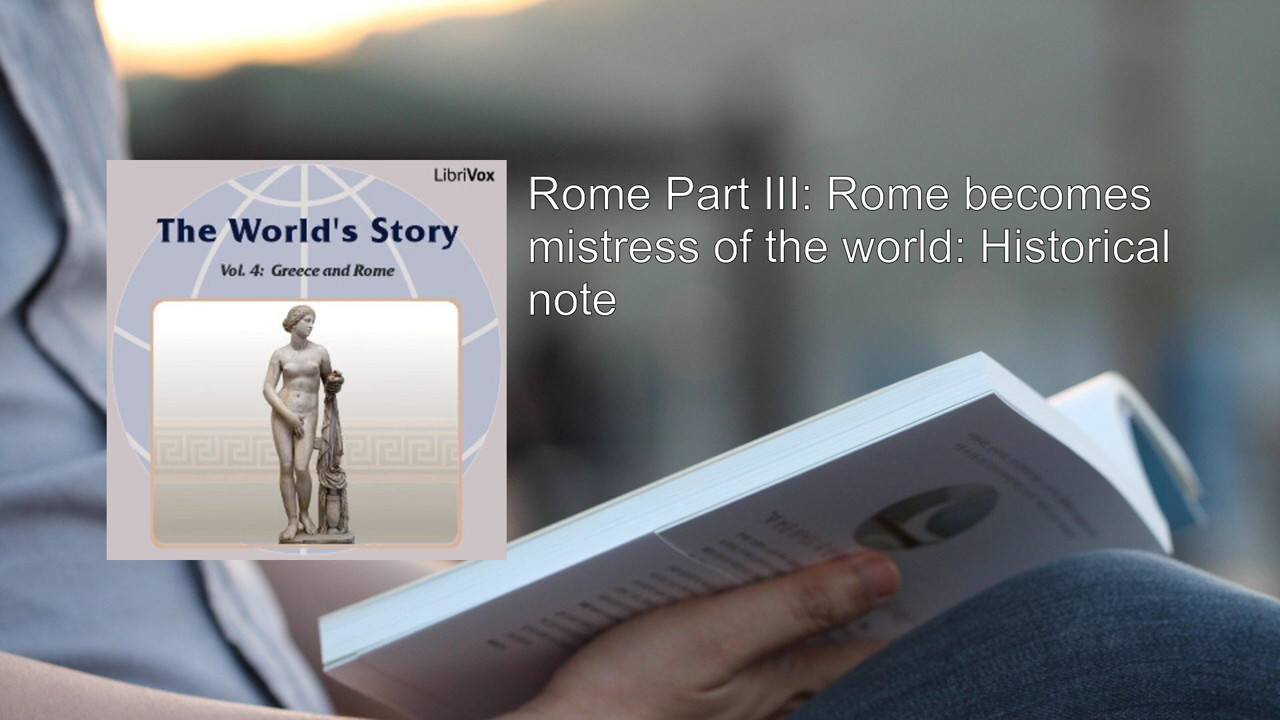 LibriVox
The World's Story
Vol. 4: Greece and Rome
Rome Part III: Rome becomes
mistress of the world: Historical
note